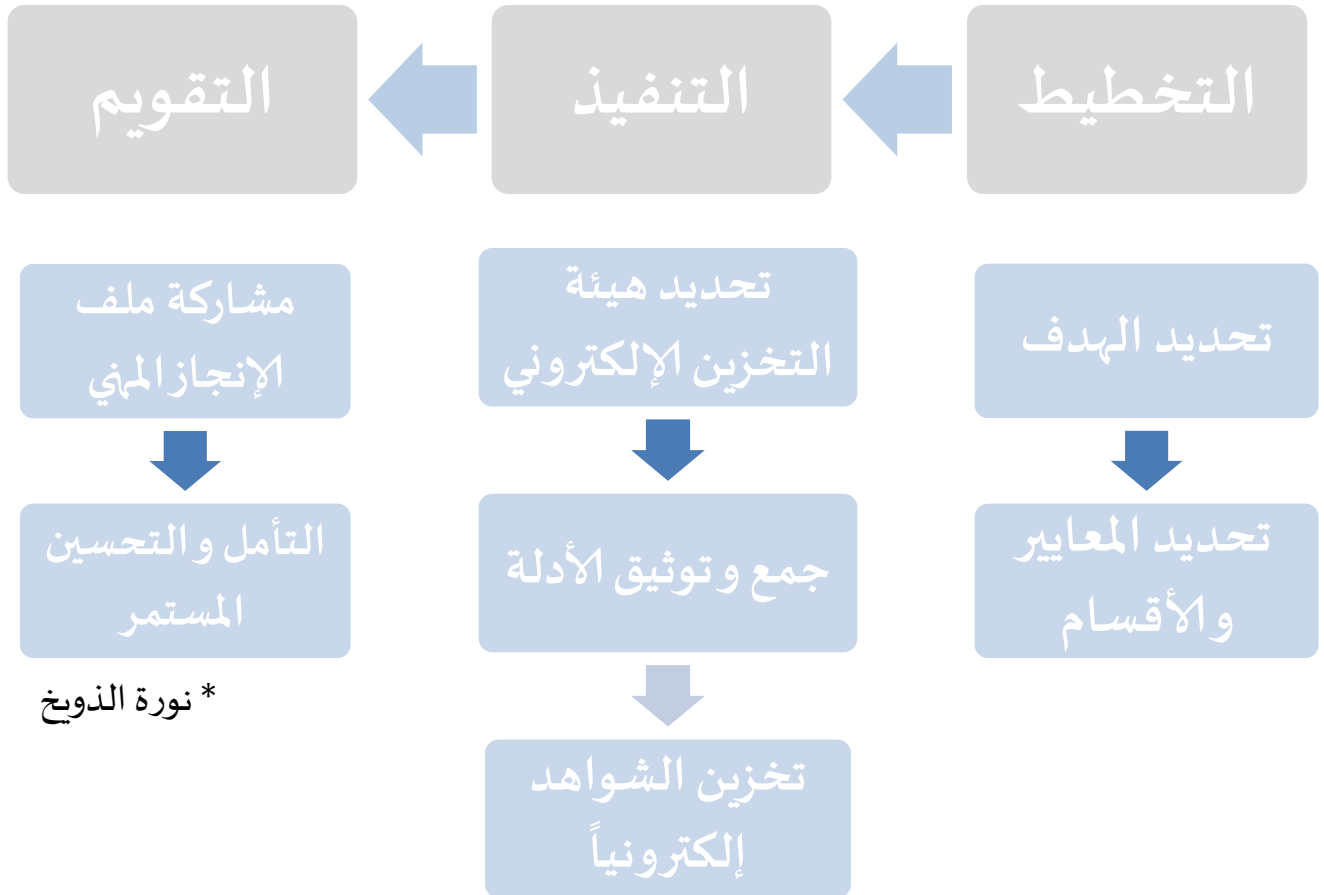 التخطيط
التنفيذ
التقويم
تحديد الهدف
تحديد المعايير
والأقسام
تحديد هيئة
التخزين الإلكتروني
جمع وتوثيق الأدلة
تخزين الشواهد
إلكترونياً
مشاركة ملف
الإنجاز المهني
التأمل والتحسين
المستمر
* نورة الذويخ